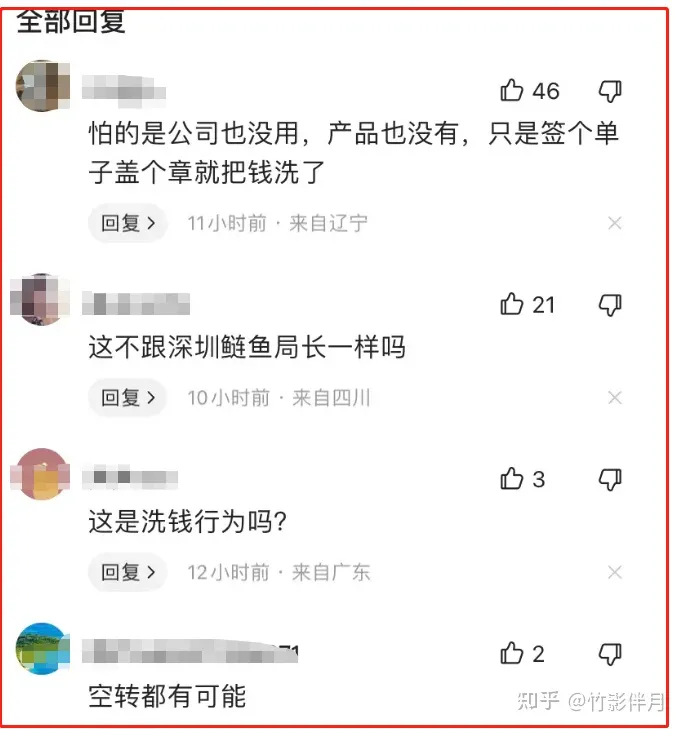 全部回复
46
怕的是公司也没用，产品也没有，只是签个单
子盖个章就把钱洗了
回复 > 11小时前 · 来自辽宁
21
这不跟深圳鲢鱼局长一样吗
回复 > 10小时前 · 来自四川
3
这是洗钱行为吗?
回复 > 12小时前 · 来自广东
2
空转都有可能
知乎 @竹影伴月